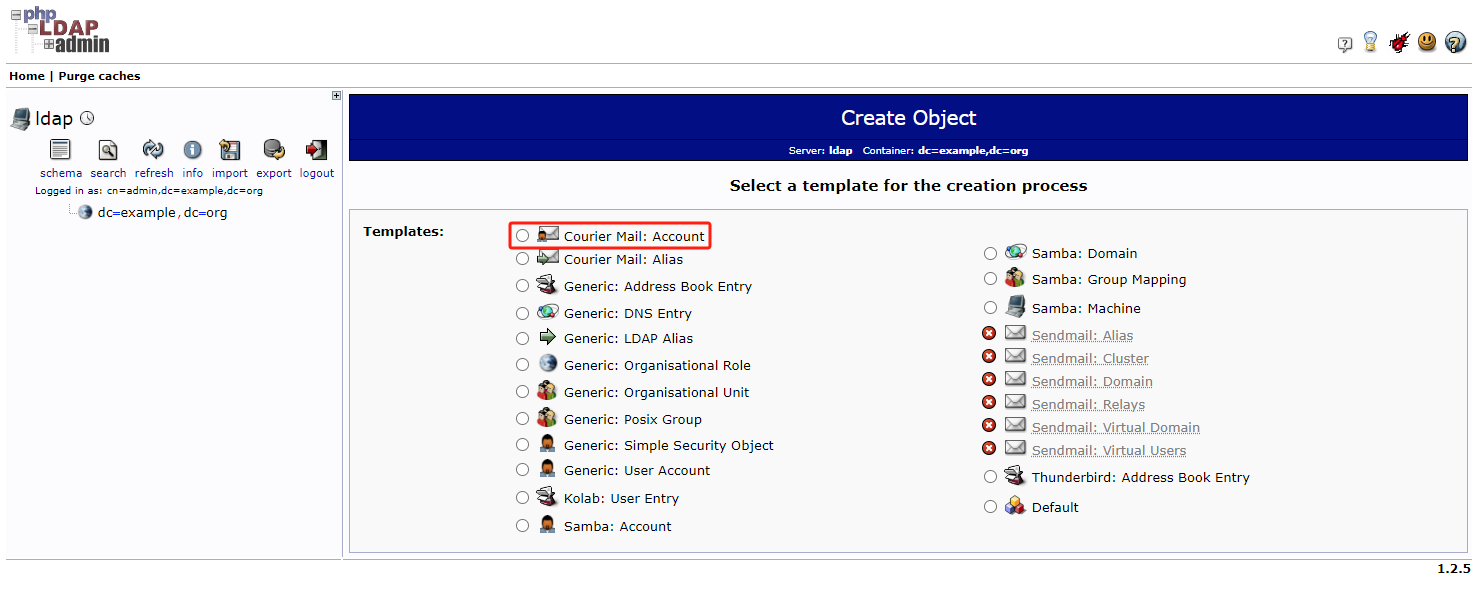 php
LDAP
admin
Home | Purge caches
ldap
schema search refresh info import export logout
Logged in as: cn=admin,dc=example,dc=org
dc=example, dc=org
Create Object
Server: ldap Container: dc=example,dc=org
Select a template for the creation process
Templates:
Courier Mail: Account
Courier Mail: Alias
Generic: Address Book Entry
Generic: DNS Entry
Generic: LDAP Alias
Generic: Organisational Role
Generic: Organisational Unit
Generic: Posix Group
Generic: Simple Security Object
Generic: User Account
Kolab: User Entry
Samba: Account
Samba: Domain
Samba: Group Mapping
Samba: Machine
Sendmail: Alias
Sendmail: Cluster
Sendmail: Domain
Sendmail: Relays
Sendmail: Virtual Domain
Sendmail: Virtual Users
Thunderbird: Address Book Entry
Default
1.2.5